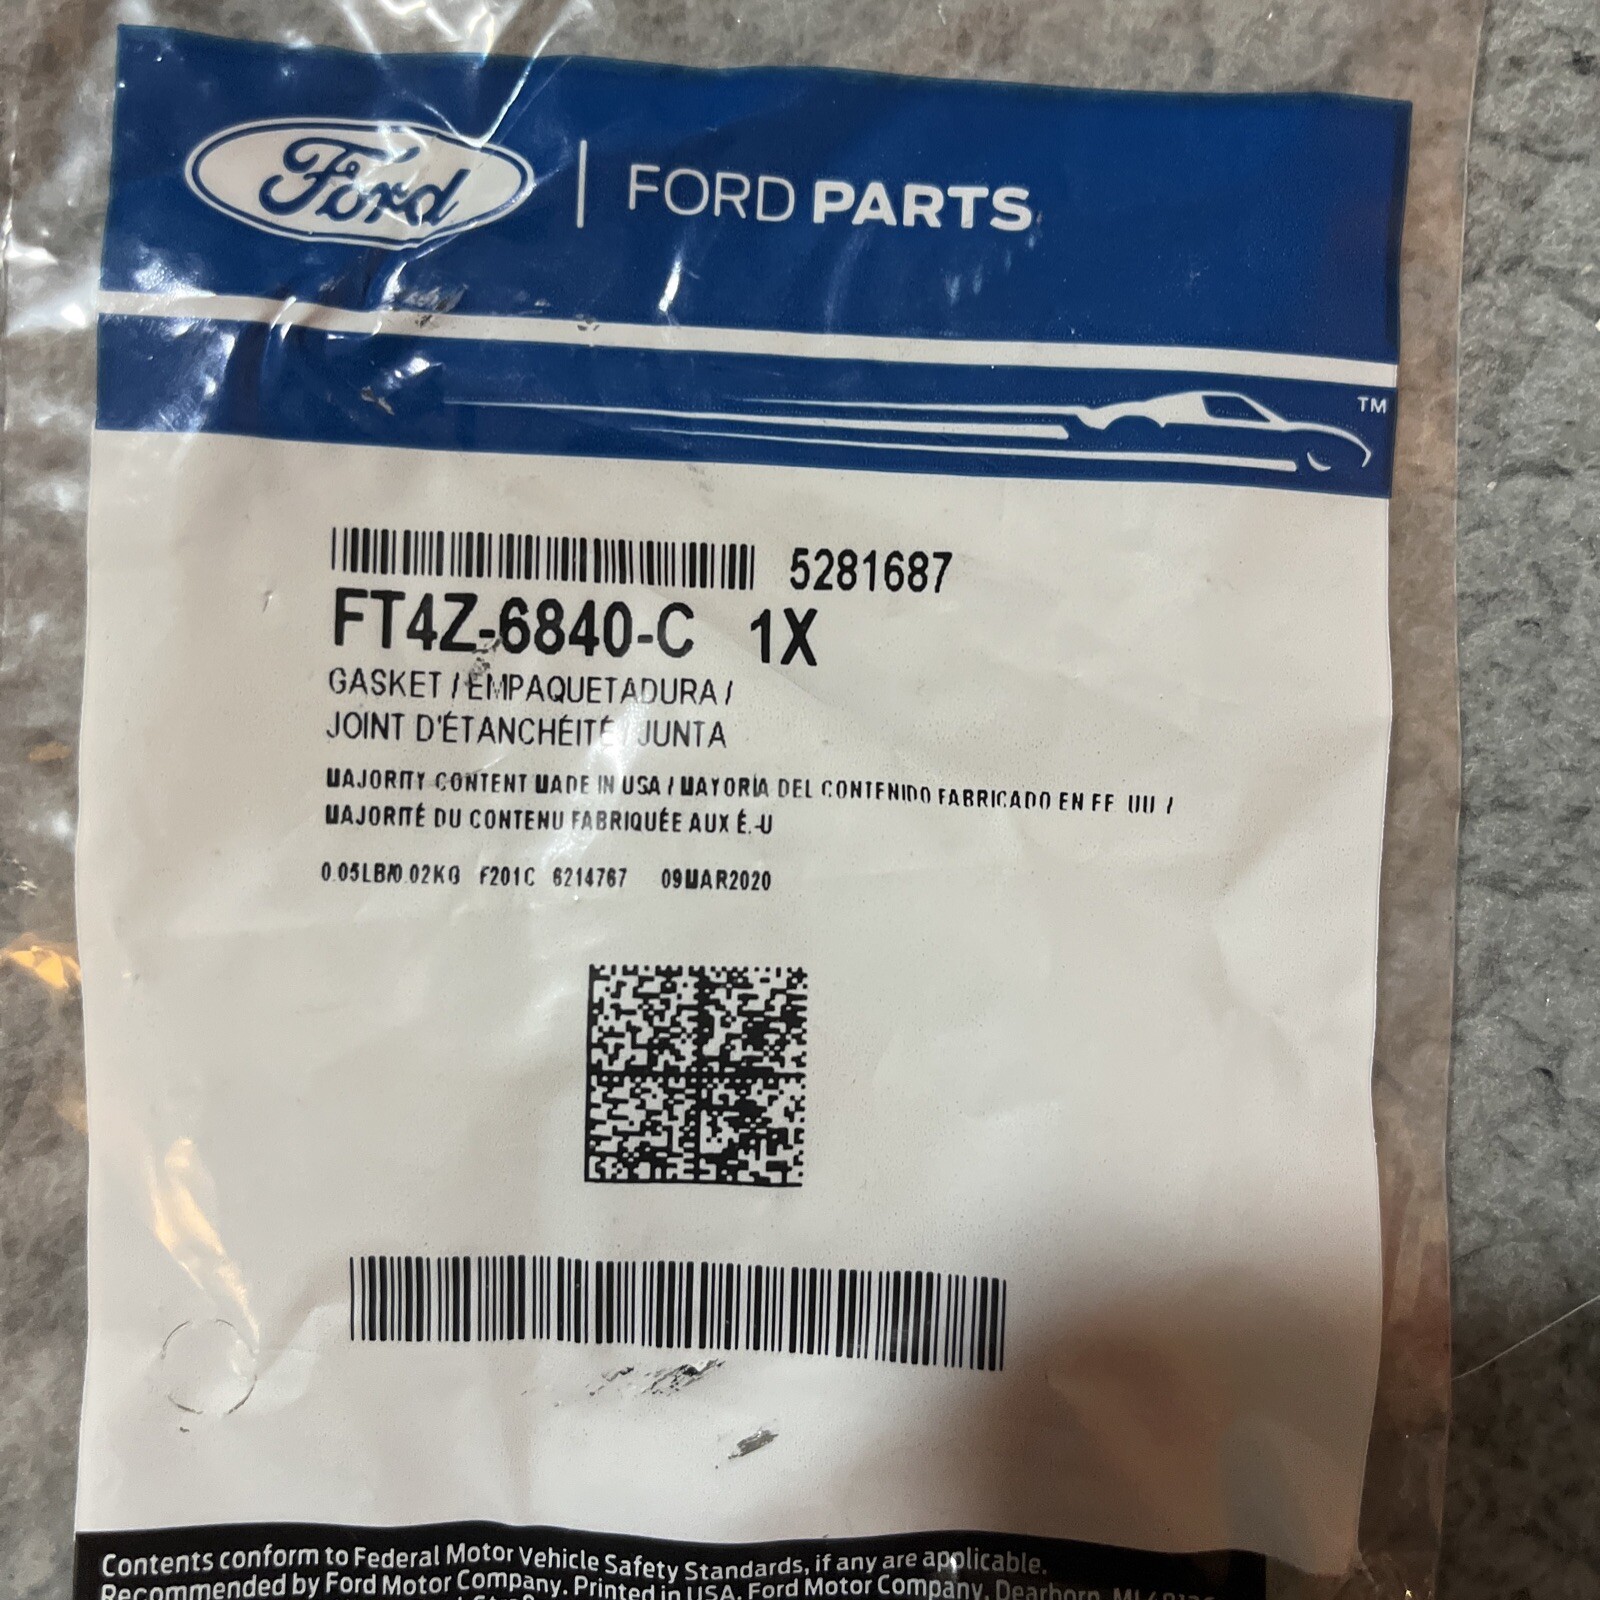 Ford | FORD PARTS
TM
5281687
FT4Z-6840-C 1X
GASKET / EMPAQUETADURA /
JOINT D'ÉTANCHÉITÉ / JUNTA
MAJORITY CONTENT MADE IN USA / MAYORÍA DEL CONTENIDO FABRICADO EN EE. UU. /
MAJORITÉ DU CONTENU FABRIQUÉE AUX É.-U
0.05LB/0.02KG F201C 6214767 09MAR2020
Contents conform to Federal Motor Vehicle Safety Standards, if any are applicable.
Recommended by Ford Motor Company. Printed in USA. Ford Motor Company, Dearborn, MI